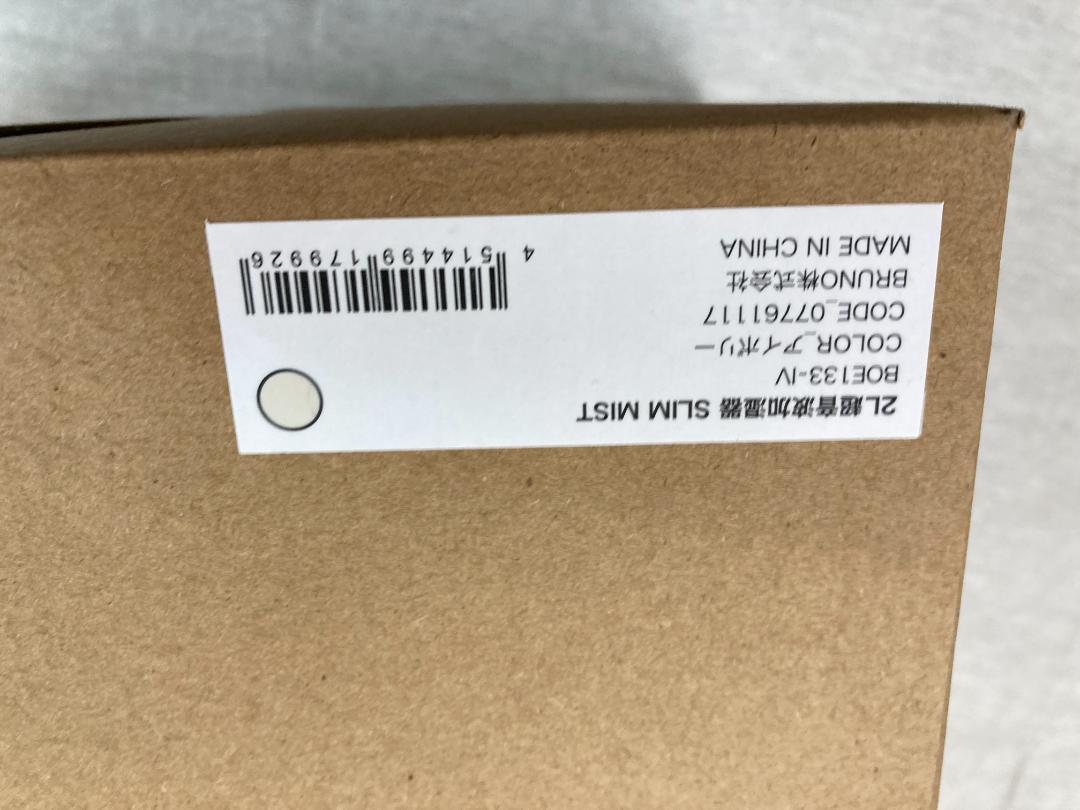 2L超音波加湿器 SLIM MIST
BOE133-IV
COLOR_アイボリー
CODE_07761117
BRUNO株式会社
MADE IN CHINA
4 514499 179926